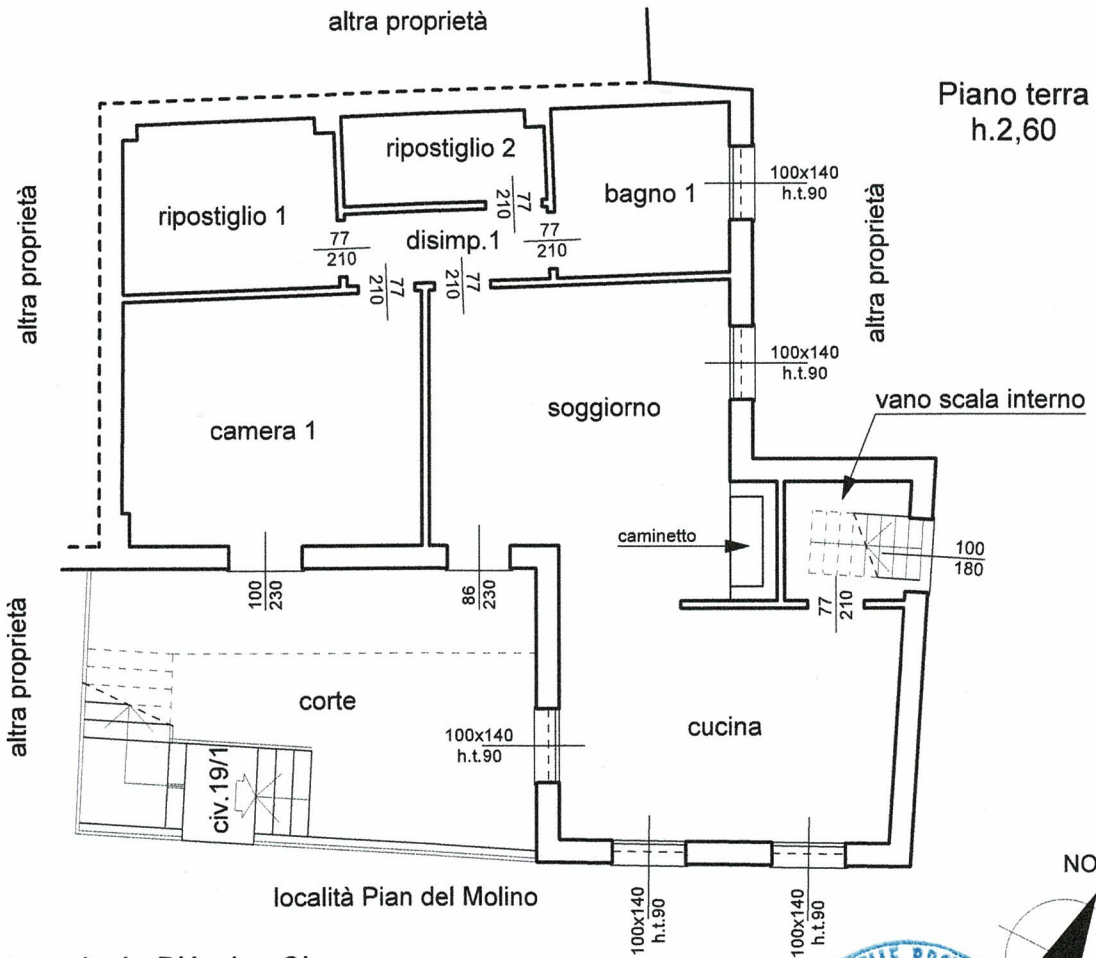 altra proprietà
Piano terra
h.2,60
ripostiglio 2
77
210
bagno 1
100x140
h.t.90
ripostiglio 1
77
210
disimp.1
77
210
altra proprietà
altra proprietà
77
210
77
210
100x140
h.t.90
camera 1
soggiorno
vano scala interno
caminetto
100
180
100
230
86
230
77
210
altra proprietà
corte
100x140
h.t.90
cucina
civ.19/1
località Pian del Molino
100x140
h.t.90
100x140
h.t.90
NO